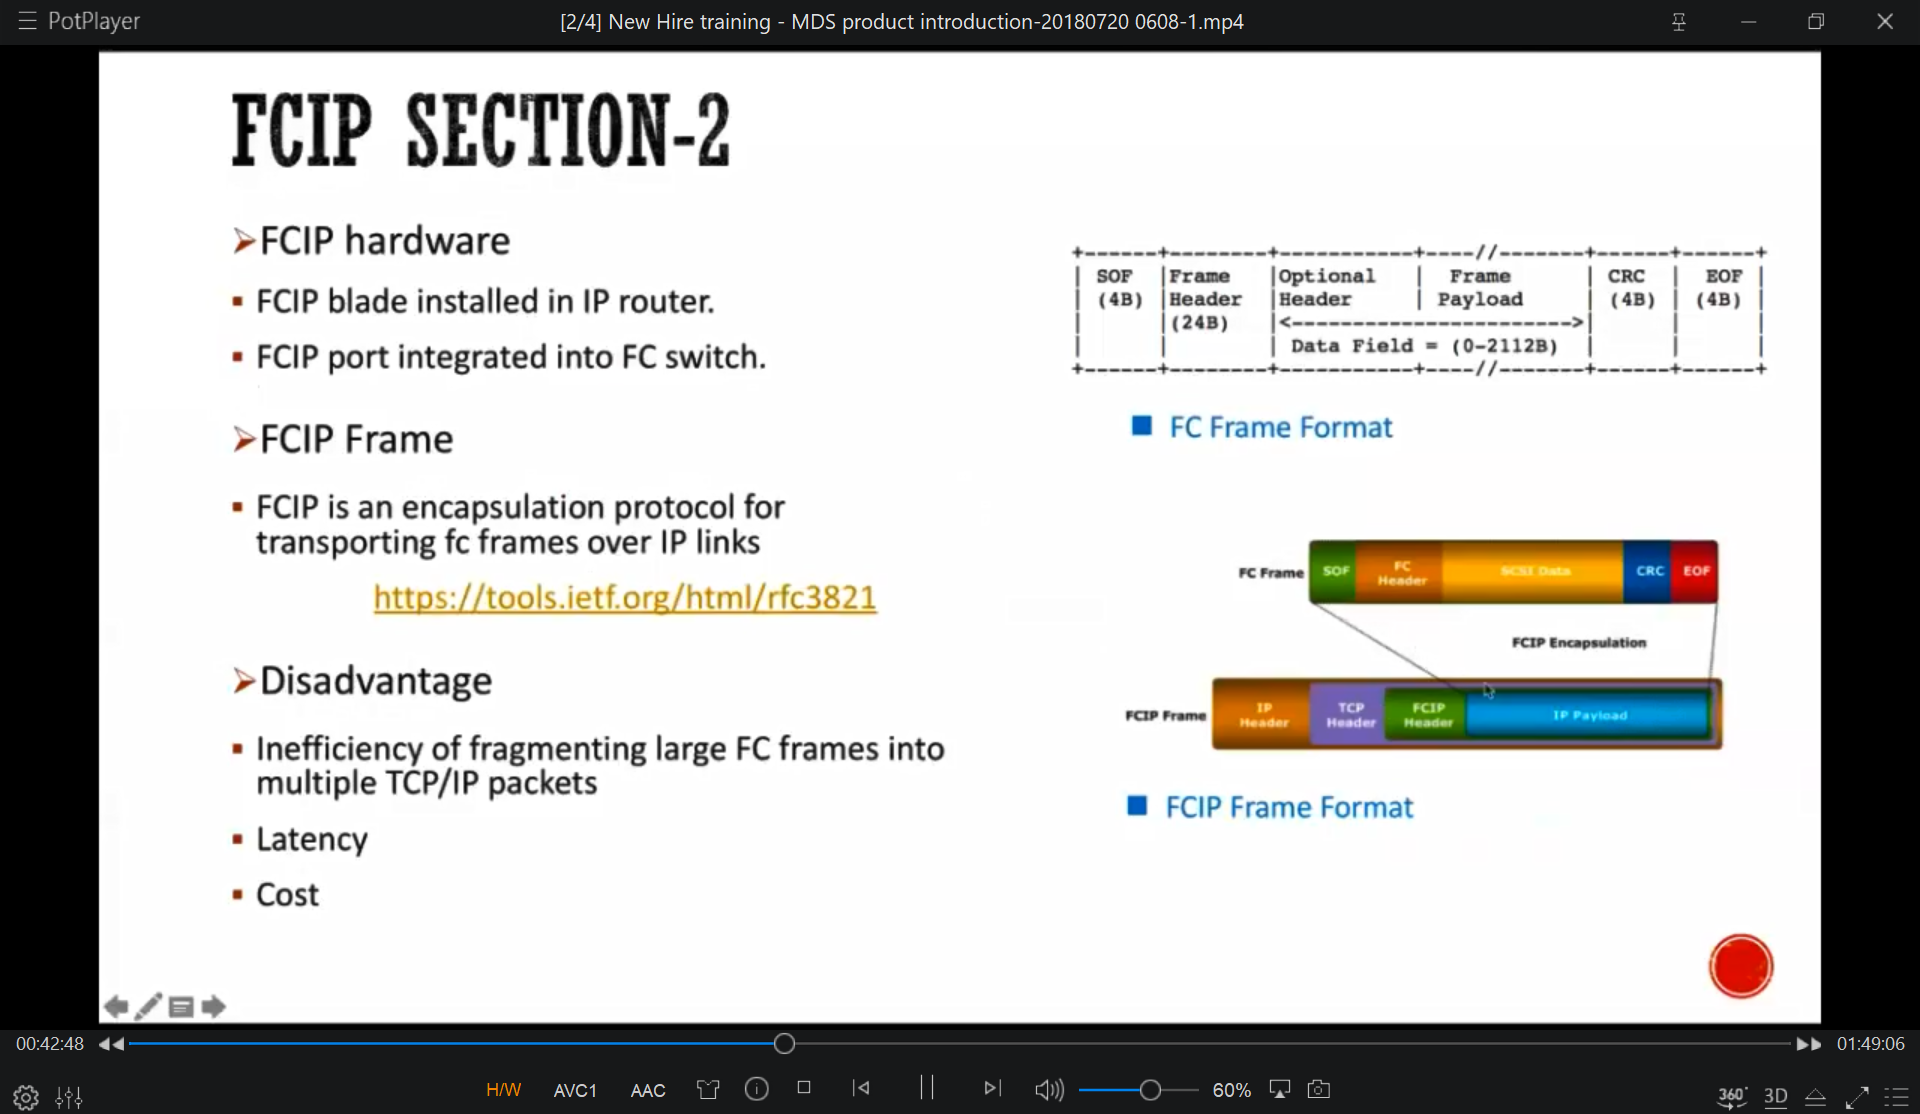 PotPlayer
[2/4] New Hire training - MDS product introduction-20180720 0608-1.mp4
FCIP SECTION-2
➢FCIP hardware
▪ FCIP blade installed in IP router.
▪ FCIP port integrated into FC switch.
➢FCIP Frame
▪ FCIP is an encapsulation protocol for
transporting fc frames over IP links
https://tools.ietf.org/html/rfc3821
➢Disadvantage
▪ Inefficiency of fragmenting large FC frames into
multiple TCP/IP packets
▪ Latency
▪ Cost
+------+--------+-----------+----//-------+------+------+
| SOF |Frame |Optional | Frame | CRC | EOF |
| (4B) |Header |Header | Payload | (4B) | (4B) |
| |(24B) |<----------------------->| | |
| | | Data Field = (0-2112B) | | |
+------+--------+-----------+----//-------+------+------+
■ FC Frame Format
FC Frame SOF FC Header SCSI Data CRC EOF
FCIP Encapsulation
FCIP Frame IP Header TCP Header FCIP Header IP Payload
■ FCIP Frame Format
00:42:48
01:49:06
H/W AVC1 AAC 60% 360° 3D